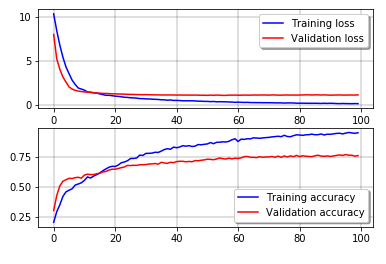 10
5
0
Training loss
Validation loss
0 20 40 60 80 100
0.75
0.50
0.25
Training accuracy
Validation accuracy
0 20 40 60 80 100